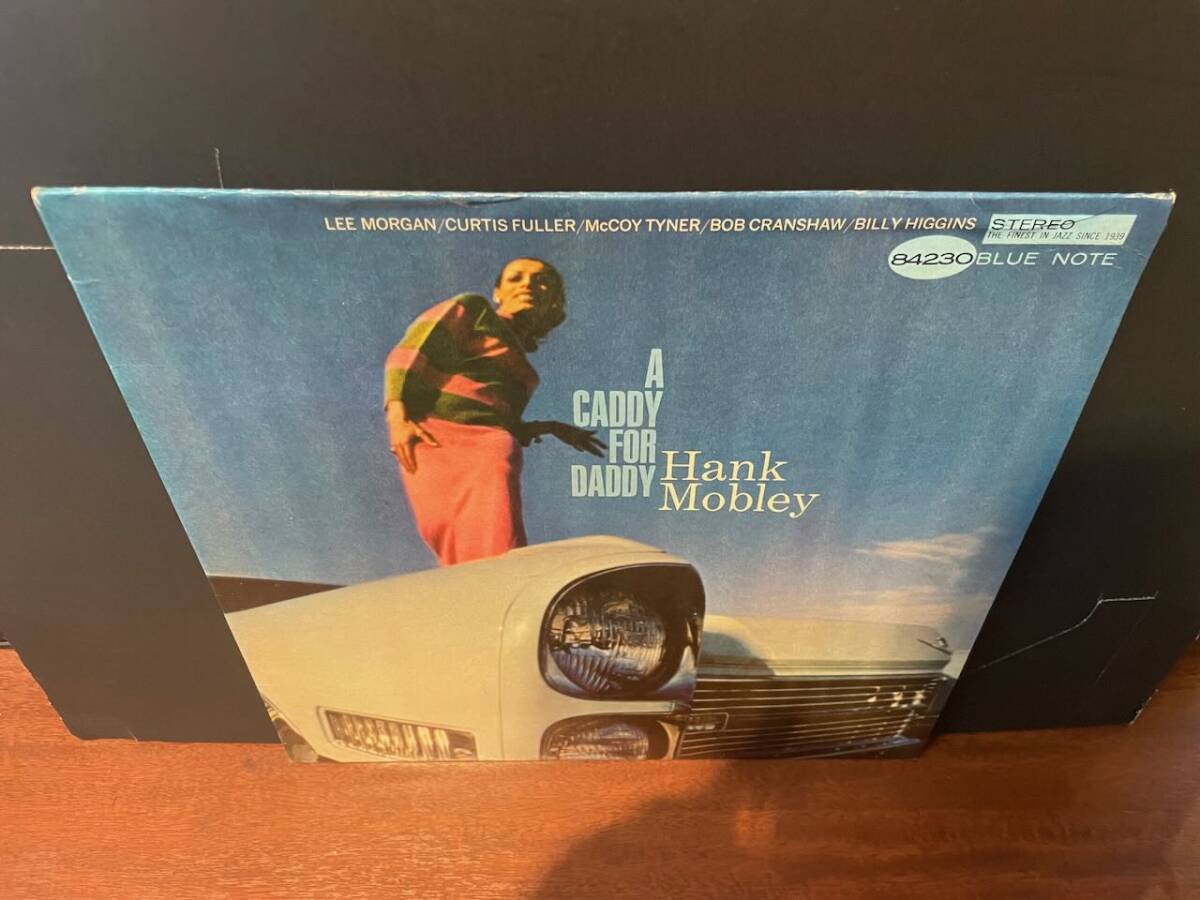 LEE MORGAN/CURTIS FULLER/McCOY TYNER/BOB CRANSHAW/BILLY HIGGINS
STEREO
THE FINEST IN JAZZ SINCE 1939
84230 BLUE NOTE
A
CADDY
FOR
DADDY
Hank
Mobley